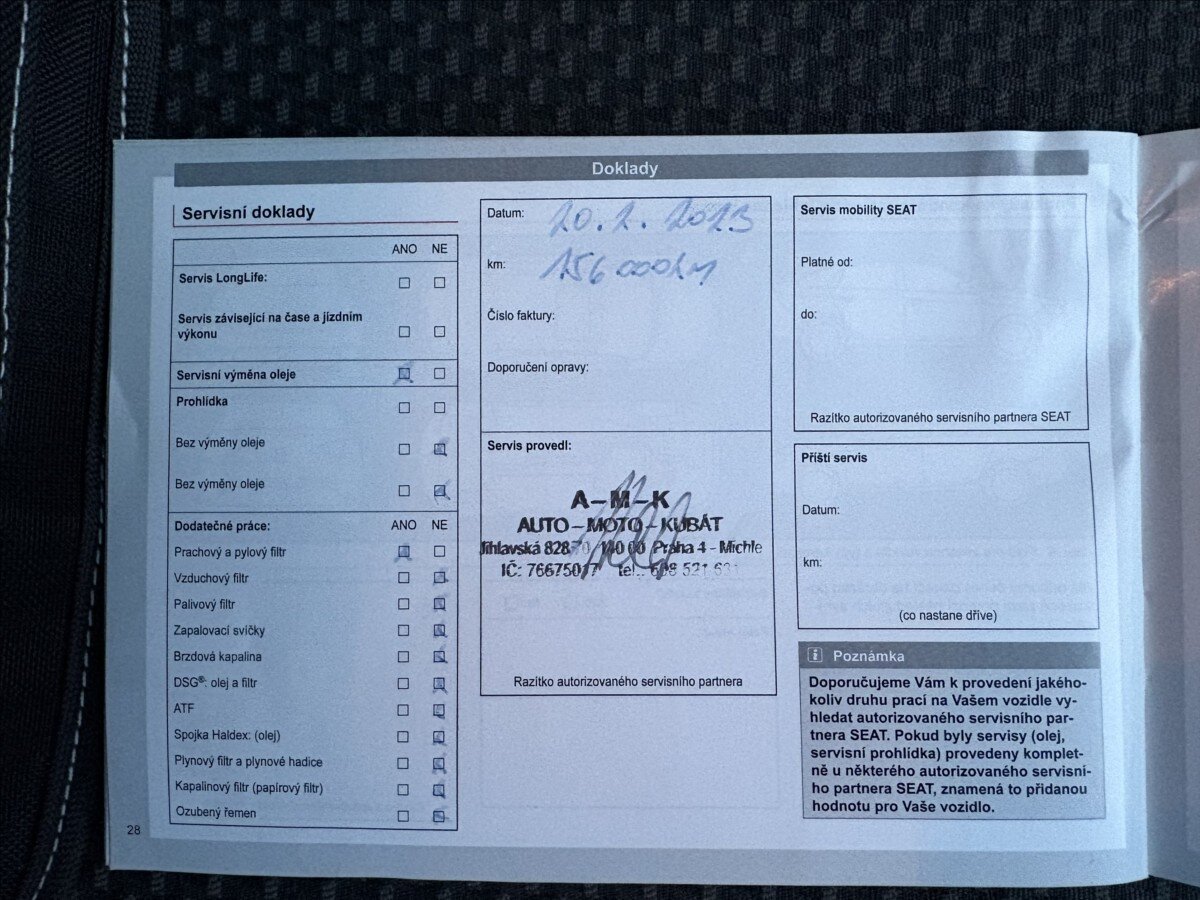 Doklady
Servisní doklady
ANO NE
Servis LongLife:
Servis závisející na čase a jízdním
výkonu
Servisní výměna oleje
Prohlídka
Bez výměny oleje
Bez výměny oleje
Dodatečné práce: ANO NE
Prachový a pylový filtr
Vzduchový filtr
Palivový filtr
Zapalovací svíčky
Brzdová kapalina
DSG®: olej a filtr
ATF
Spojka Haldex: (olej)
Plynový filtr a plynové hadice
Kapalinový filtr (papírový filtr)
Ozubený řemen
28
Datum: 20. 2. 2023
km: 156 000km
Číslo faktury:
Doporučení opravy:
Servis provedl:
A-M-K
AUTO-MOTO-KUBÁT
Jihlavská 140 00 Praha 4 - Michle
IČ: 76675017 tel.:
Razítko autorizovaného servisního partnera
Servis mobility SEAT
Platné od:
do:
Razítko autorizovaného servisního partnera SEAT
Příští servis
Datum:
km:
(co nastane dříve)
i Poznámka
Doporučujeme Vám k provedení jakého-
koliv druhu prací na Vašem vozidle vy-
hledat autorizovaného servisního par-
tnera SEAT. Pokud byly servisy (olej,
servisní prohlídka) provedeny komplet-
ně u některého autorizovaného servisní-
ho partnera SEAT, znamená to přidanou
hodnotu pro Vaše vozidlo.